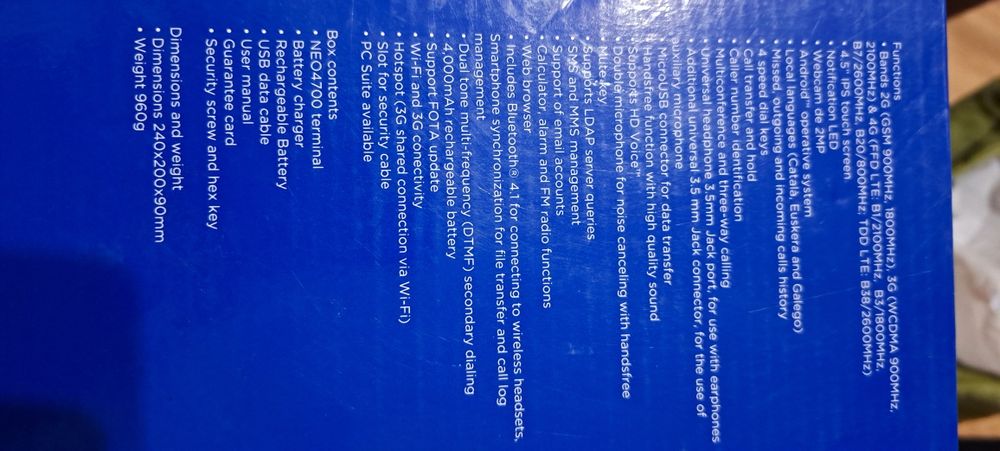 Functions
• Bands 2G (GSM 900MHz, 1800MHz), 3G (WCDMA 900MHz,
2100MHz) & 4G (FFD LTE: B1/2100MHz, B3/1800MHz,
B7/2600MHz, B20/800MHz; TDD LTE: B38/2600MHz)
• 4.5" IPS touch screen
• Notification LED
• Webcam de 2MP
• Android™ operative system
• Local languages (Català, Euskera and Galego)
• Missed, outgoing and incoming calls history
• 4 speed dial keys
• Call transfer and hold
• Caller number identification
• Multiconference and three-way calling
• Universal headphone 3.5mm Jack port, for use with earphones
• Additional universal 3,5 mm Jack connector, for the use of
auxiliary microphone
• MicroUSB connector for data transfer
• Handsfree function with high quality sound
• Supports HD Voice™
• Double microphone for noise canceling with handsfree
• Mute key
• Supports LDAP server queries
• SMS and MMS management
• Support for email accounts
• Calculator, alarm and FM radio functions
• Web browser
• Includes Bluetooth® 4.1 for connecting to wireless headsets,
Smartphone synchronization for file transfer and call log
management
• Dual tone multi-frequency (DTMF) secondary dialing
• 4,000mAh rechargeable battery
• Support FOTA update
• Wi-Fi and 3G conectivity
• Hotspot (3G shared connection via Wi-Fi)
• Slot for security cable
• PC Suite available
Box contents
• NEO4700 terminal
• Battery charger
• Rechargeable Battery
• USB data cable
• User manual
• Guarantee card
• Security screw and hex key
Dimensions and weight
• Dimensions 240x200x90mm
• Weight 960g